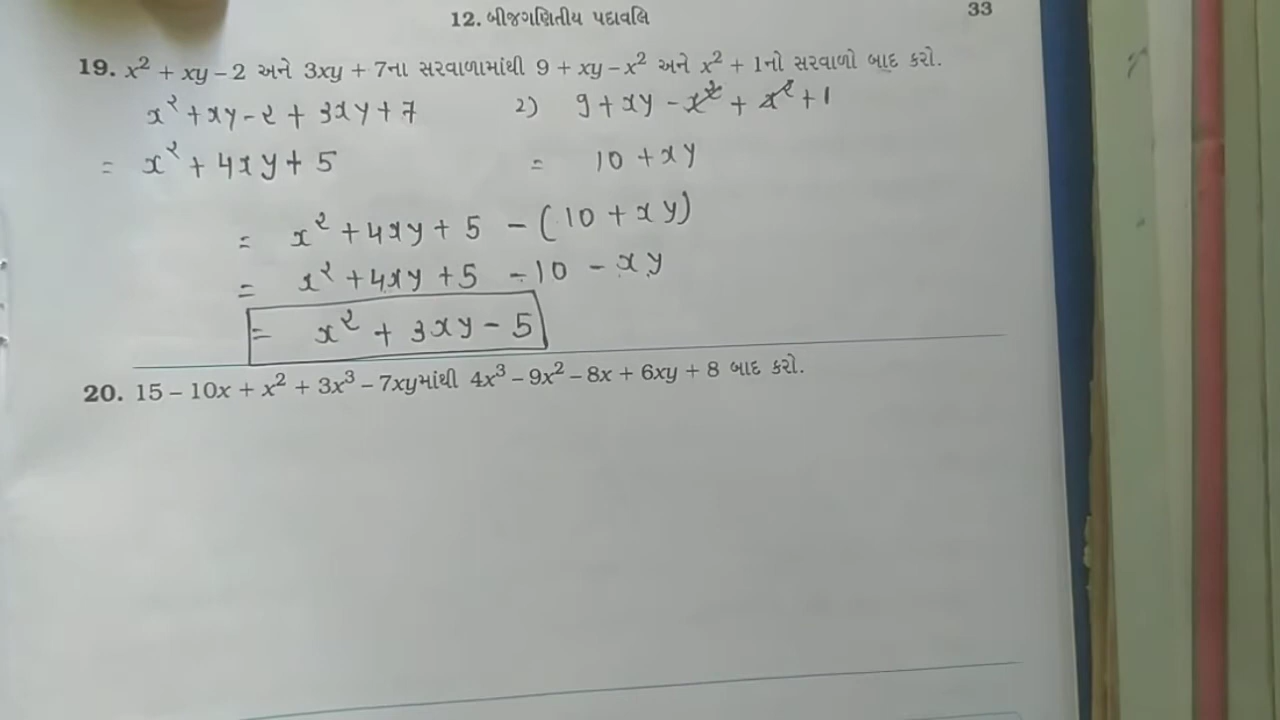 12. બીજગણિતીય પદાવલિ
33
19. x² + xy – 2 અને 3xy + 7ના સરવાળામાંથી 9 + xy – x² અને x² + 1નો સરવાળો બાદ કરો.
x² + xy - 2 + 3xy + 7
2) 9 + xy - x² + x² + 1
= x² + 4xy + 5
= 10 + xy
= x² + 4xy + 5 - (10 + xy)
= x² + 4xy + 5 - 10 - xy
= x² + 3xy - 5
20. 15 – 10x + x² + 3x³ – 7xyમાંથી 4x³ – 9x² – 8x + 6xy + 8 બાદ કરો.